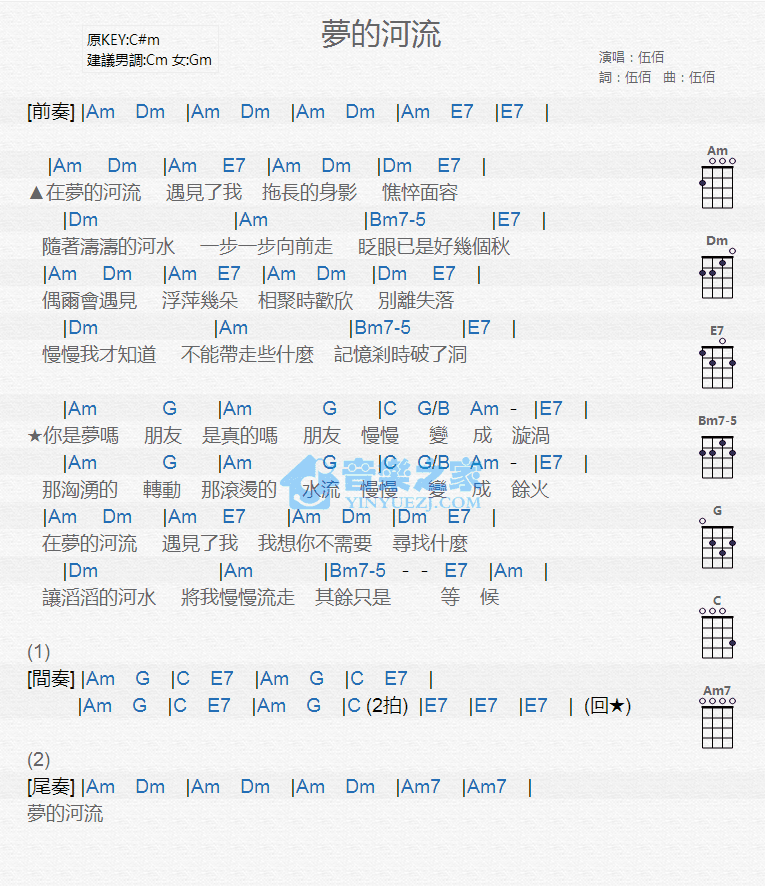 夢的河流
原KEY:C#m
建議男調:Cm 女:Gm
演唱：伍佰
詞：伍佰 曲：伍佰
[前奏] |Am Dm |Am Dm |Am Dm |Am E7 |E7 |
|Am Dm |Am E7 |Am Dm |Dm E7 |
▲在夢的河流 遇見了我 拖長的身影 憔悴面容
|Dm |Am |Bm7-5 |E7 |
隨著濤濤的河水 一步一步向前走 眨眼已是好幾個秋
|Am Dm |Am E7 |Am Dm |Dm E7 |
偶爾會遇見 浮萍幾朵 相聚時歡欣 別離失落
|Dm |Am |Bm7-5 |E7 |
慢慢我才知道 不能帶走些什麼 記憶剎時破了洞
|Am G |Am G |C G/B Am - |E7 |
★你是夢嗎 朋友 是真的嗎 朋友 慢慢 變 成 漩渦
|Am G |Am G |C G/B Am - |E7 |
那洶湧的 轉動 那滾燙的 水流 慢慢 變 成 餘火
|Am Dm |Am E7 |Am Dm |Dm E7 |
在夢的河流 遇見了我 我想你不需要 尋找什麼
|Dm |Am |Bm7-5 - - E7 |Am |
讓滔滔的河水 將我慢慢流走 其餘只是 等 候
(1)
[間奏] |Am G |C E7 |Am G |C E7 |
|Am G |C E7 |Am G |C (2拍) |E7 |E7 |E7 | (回★)
(2)
[尾奏] |Am Dm |Am Dm |Am Dm |Am7 |Am7 |
夢的河流
Am
Dm
E7
Bm7-5
G
C
Am7
音樂之家
YINYUEZJ.COM